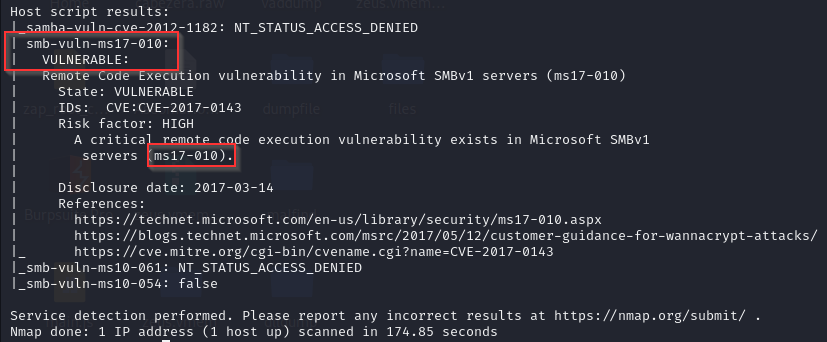 Host script results:
|_samba-vuln-cve-2012-1182: NT_STATUS_ACCESS_DENIED
| smb-vuln-ms17-010:
|   VULNERABLE:
|   Remote Code Execution vulnerability in Microsoft SMBv1 servers (ms17-010)
|     State: VULNERABLE
|     IDs:  CVE:CVE-2017-0143
|     Risk factor: HIGH
|       A critical remote code execution vulnerability exists in Microsoft SMBv1
|        servers (ms17-010).
|
|     Disclosure date: 2017-03-14
|     References:
|       https://technet.microsoft.com/en-us/library/security/ms17-010.aspx
|       https://blogs.technet.microsoft.com/msrc/2017/05/12/customer-guidance-for-wannacrypt-attacks/
|_      https://cve.mitre.org/cgi-bin/cvename.cgi?name=CVE-2017-0143
|_smb-vuln-ms10-061: NT_STATUS_ACCESS_DENIED
|_smb-vuln-ms10-054: false

Service detection performed. Please report any incorrect results at https://nmap.org/submit/ .
Nmap done: 1 IP address (1 host up) scanned in 174.85 seconds